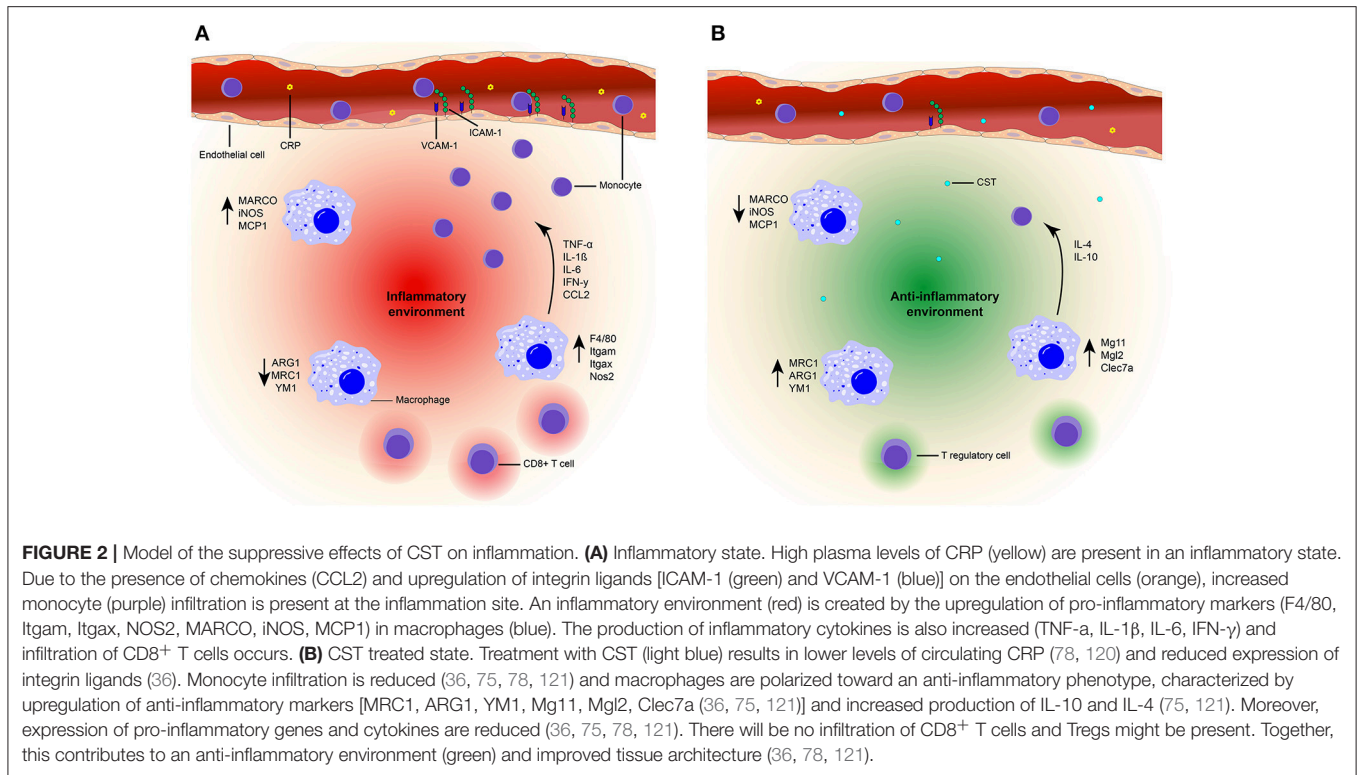 A
Endothelial cell
CRP
VCAM-1
ICAM-1
Monocyte
MARCO
iNOS
MCP1
TNF-α
IL-1ß
IL-6
IFN-y
CCL2
Inflammatory
environment
F4/80
Itgam
Itgax
Nos2
ARG1
MRC1
YM1
Macrophage
CD8+ T cell
B
CST
MARCO
iNOS
MCP1
IL-4
IL-10
Anti-inflammatory
environment
Mg11
Mgl2
Clec7a
MRC1
ARG1
YM1
T regulatory cell
FIGURE 2 | Model of the suppressive effects of CST on inflammation. (A) Inflammatory state. High plasma levels of CRP (yellow) are present in an inflammatory state.
Due to the presence of chemokines (CCL2) and upregulation of integrin ligands [ICAM-1 (green) and VCAM-1 (blue)] on the endothelial cells (orange), increased
monocyte (purple) infiltration is present at the inflammation site. An inflammatory environment (red) is created by the upregulation of pro-inflammatory markers (F4/80,
Itgam, Itgax, NOS2, MARCO, iNOS, MCP1) in macrophages (blue). The production of inflammatory cytokines is also increased (TNF-a, IL-1β, IL-6, IFN-γ) and
infiltration of CD8+ T cells occurs. (B) CST treated state. Treatment with CST (light blue) results in lower levels of circulating CRP (78, 120) and reduced expression of
integrin ligands (36). Monocyte infiltration is reduced (36, 75, 78, 121) and macrophages are polarized toward an anti-inflammatory phenotype, characterized by
upregulation of anti-inflammatory markers [MRC1, ARG1, YM1, Mg11, Mgl2, Clec7a (36, 75, 121)] and increased production of IL-10 and IL-4 (75, 121). Moreover,
expression of pro-inflammatory genes and cytokines are reduced (36, 75, 78, 121). There will be no infiltration of CD8+ T cells and Tregs might be present. Together,
this contributes to an anti-inflammatory environment (green) and improved tissue architecture (36, 78, 121).